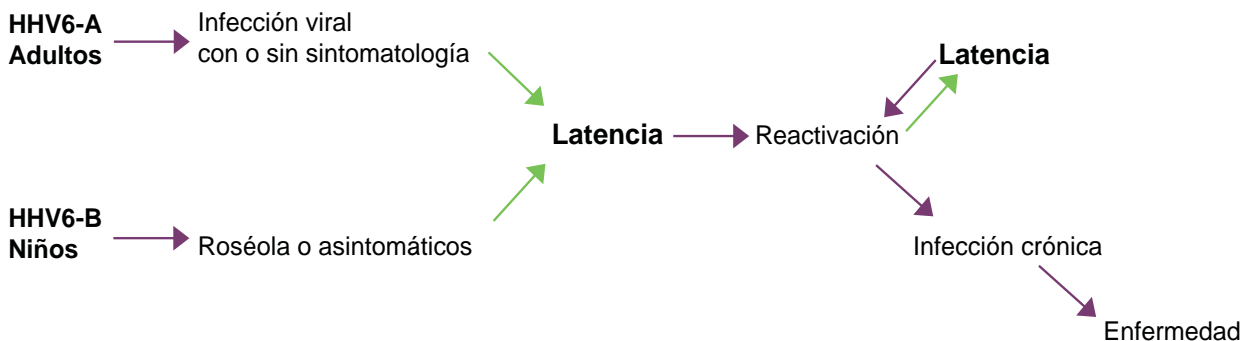 HHV6-A
Adultos
Infección viral
con o sin sintomatología
Latencia
Reactivación
Latencia
HHV6-B
Niños
Roséola o asintomáticos
Infección crónica
Enfermedad